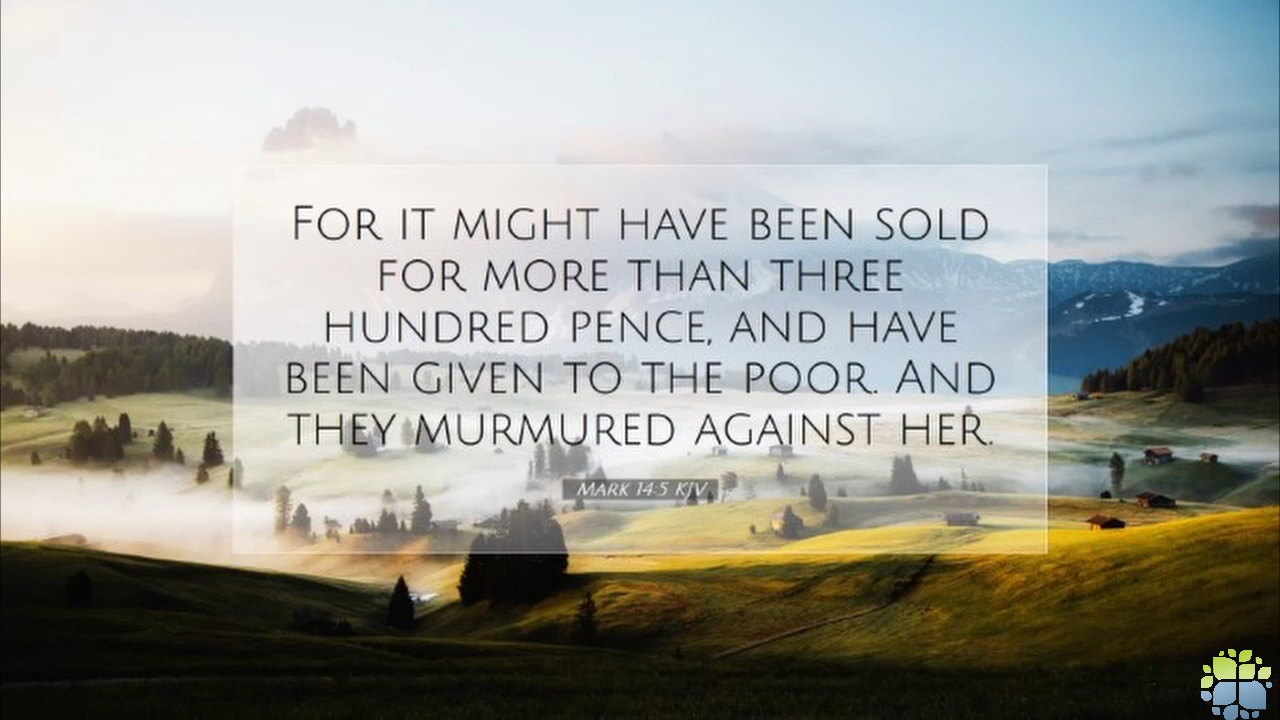 For it might have been sold
for more than three
hundred pence, and have
been given to the poor. And
they murmured against her.
MARK 14:5 KJV